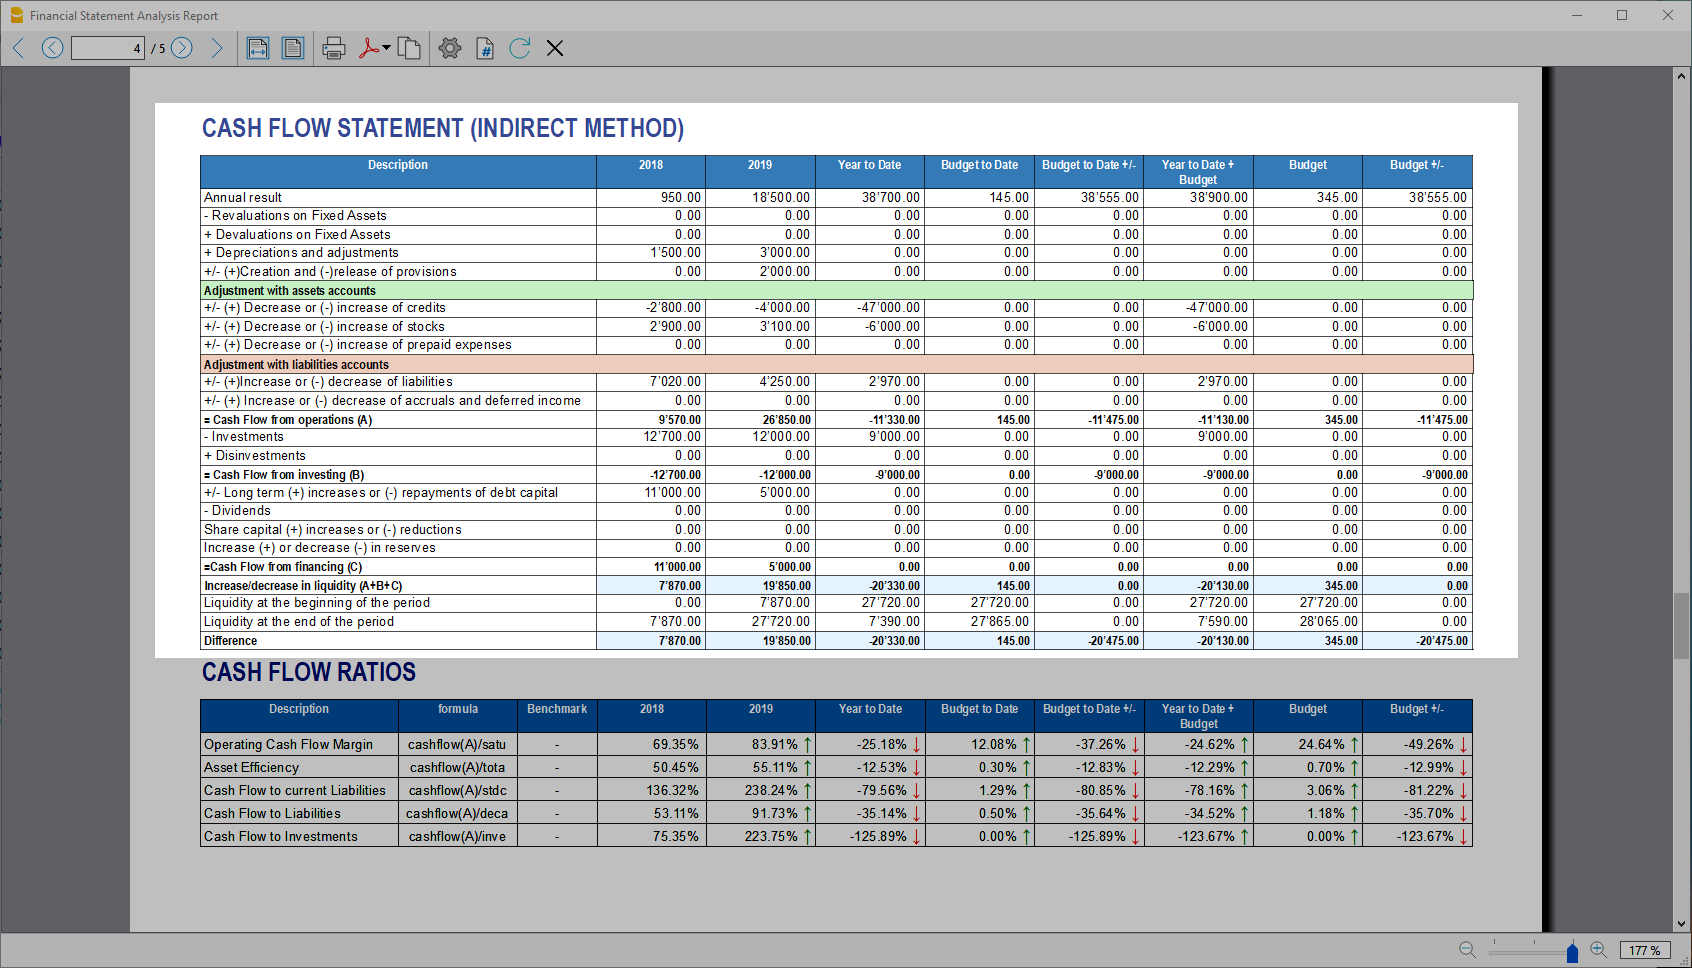 Financial Statement Analysis Report
4 / 5
CASH FLOW STATEMENT (INDIRECT METHOD)
Description 2018 2019 Year to Date Budget to Date Budget to Date +/- Year to Date + Budget Budget Budget +/-
Annual result 950.00 18'500.00 38'700.00 145.00 38'555.00 38'900.00 345.00 38'555.00
- Revaluations on Fixed Assets 0.00 0.00 0.00 0.00 0.00 0.00 0.00 0.00
+ Devaluations on Fixed Assets 0.00 0.00 0.00 0.00 0.00 0.00 0.00 0.00
+ Depreciations and adjustments 1'500.00 3'000.00 0.00 0.00 0.00 0.00 0.00 0.00
+/- (+)Creation and (-)release of provisions 0.00 2'000.00 0.00 0.00 0.00 0.00 0.00 0.00
Adjustment with assets accounts
+/- (+) Decrease or (-) increase of credits -2'800.00 -4'000.00 -47'000.00 0.00 0.00 -47'000.00 0.00 0.00
+/- (+) Decrease or (-) increase of stocks 2'900.00 3'100.00 -6'000.00 0.00 0.00 -6'000.00 0.00 0.00
+/- (+) Decrease or (-) increase of prepaid expenses 0.00 0.00 0.00 0.00 0.00 0.00 0.00 0.00
Adjustment with liabilities accounts
+/- (+)Increase or (-) decrease of liabilities 7'020.00 4'250.00 2'970.00 0.00 0.00 2'970.00 0.00 0.00
+/- (+) Increase or (-) decrease of accruals and deferred income 0.00 0.00 0.00 0.00 0.00 0.00 0.00 0.00
= Cash Flow from operations (A) 9'570.00 26'850.00 -11'330.00 145.00 -11'475.00 -11'130.00 345.00 -11'475.00
- Investments 12'700.00 12'000.00 9'000.00 0.00 0.00 9'000.00 0.00 0.00
+ Disinvestments 0.00 0.00 0.00 0.00 0.00 0.00 0.00 0.00
= Cash Flow from investing (B) -12'700.00 -12'000.00 -9'000.00 0.00 -9'000.00 -9'000.00 0.00 -9'000.00
+/- Long term (+) increases or (-) repayments of debt capital 11'000.00 5'000.00 0.00 0.00 0.00 0.00 0.00 0.00
- Dividends 0.00 0.00 0.00 0.00 0.00 0.00 0.00 0.00
Share capital (+) increases or (-) reductions 0.00 0.00 0.00 0.00 0.00 0.00 0.00 0.00
Increase (+) or decrease (-) in reserves 0.00 0.00 0.00 0.00 0.00 0.00 0.00 0.00
=Cash Flow from financing (C) 11'000.00 5'000.00 0.00 0.00 0.00 0.00 0.00 0.00
Increase/decrease in liquidity (A+B+C) 7'870.00 19'850.00 -20'330.00 145.00 0.00 -20'130.00 345.00 0.00
Liquidity at the beginning of the period 0.00 7'870.00 27'720.00 27'720.00 0.00 27'720.00 27'720.00 0.00
Liquidity at the end of the period 7'870.00 27'720.00 7'390.00 27'865.00 0.00 7'590.00 28'065.00 0.00
Difference 7'870.00 19'850.00 -20'330.00 145.00 -20'475.00 -20'130.00 345.00 -20'475.00
CASH FLOW RATIOS
Description formula Benchmark 2018 2019 Year to Date Budget to Date Budget to Date +/- Year to Date + Budget Budget Budget +/-
Operating Cash Flow Margin cashflow(A)/satu - 69.35% 83.91% ↑ -25.18% ↓ 12.08% ↑ -37.26% ↓ -24.62% ↑ 24.64% ↑ -49.26% ↓
Asset Efficiency cashflow(A)/tota - 50.45% 55.11% ↑ -12.53% ↓ 0.30% ↑ -12.83% ↓ -12.29% ↑ 0.70% ↑ -12.99% ↓
Cash Flow to current Liabilities cashflow(A)/stdc - 136.32% 238.24% ↑ -79.56% ↓ 1.29% ↑ -80.85% ↓ -78.16% ↑ 3.06% ↑ -81.22% ↓
Cash Flow to Liabilities cashflow(A)/deca - 53.11% 91.73% ↑ -35.14% ↓ 0.50% ↑ -35.64% ↓ -34.52% ↑ 1.18% ↑ -35.70% ↓
Cash Flow to Investments cashflow(A)/inve - 75.35% 223.75% ↑ -125.89% ↓ 0.00% ↑ -125.89% ↓ -123.67% ↑ 0.00% ↑ -123.67% ↓
177 %